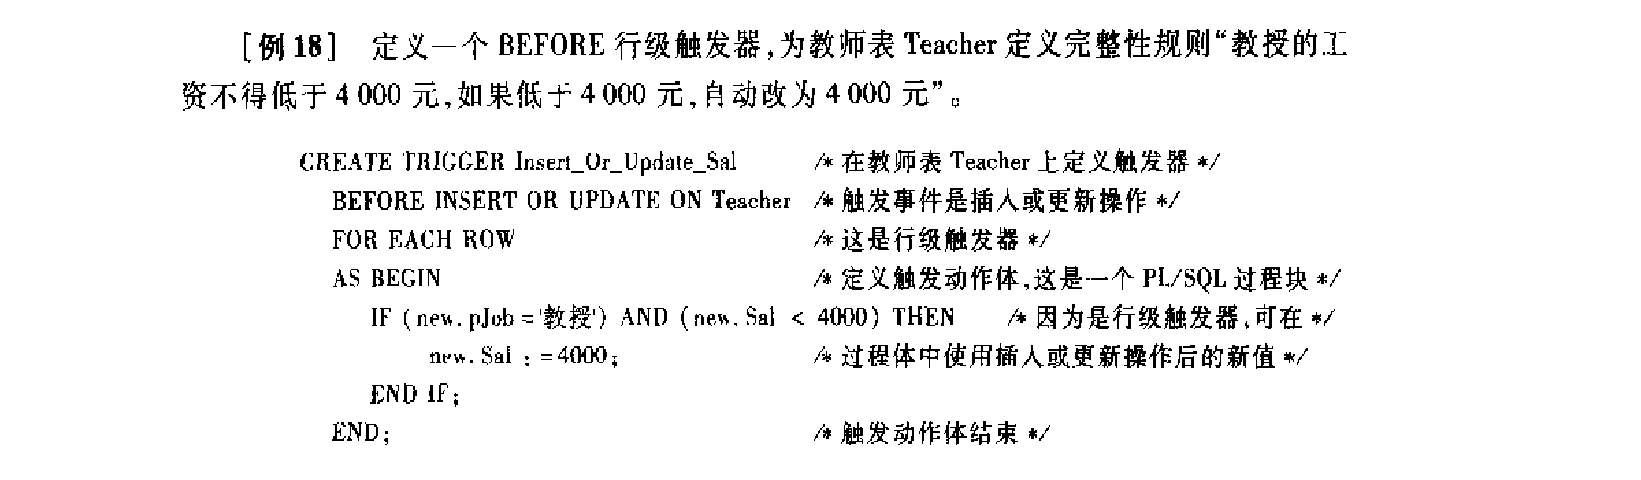 [例18] 定义一个 BEFORE 行级触发器,为教师表 Teacher 定义完整性规则“教授的工
资不得低于 4 000 元,如果低于 4 000 元,自动改为 4 000 元”。
CREATE TRIGGER Insert_Or_Update_Sal /* 在教师表 Teacher 上定义触发器 */
BEFORE INSERT OR UPDATE ON Teacher /* 触发事件是插入或更新操作 */
FOR EACH ROW /* 这是行级触发器 */
AS BEGIN /* 定义触发动作体,这是一个 PL/SQL 过程块 */
IF (new.pJob='教授') AND (new.Sal < 4000) THEN /* 因为是行级触发器,可在 */
new.Sal :=4000; /* 过程体中使用插入或更新操作后的新值 */
END IF;
END; /* 触发动作体结束 */